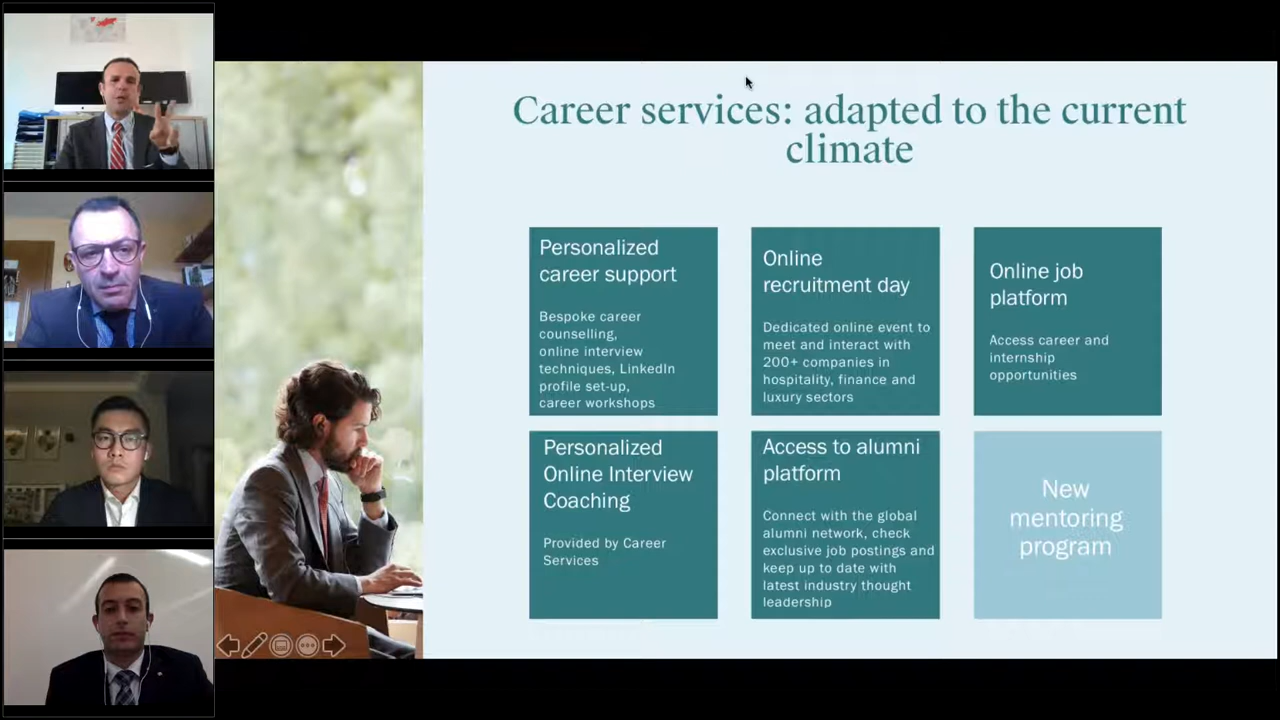 Career services: adapted to the current
climate
Personalized
career support
Bespoke career
counselling,
online interview
techniques, LinkedIn
profile set-up,
career workshops
Online
recruitment day
Dedicated online event to
meet and interact with
200+ companies in
hospitality, finance and
luxury sectors
Online job
platform
Access career and
internship
opportunities
Personalized
Online Interview
Coaching
Provided by Career
Services
Access to alumni
platform
Connect with the global
alumni network, check
exclusive job postings and
keep up to date with
latest industry thought
leadership
New
mentoring
program